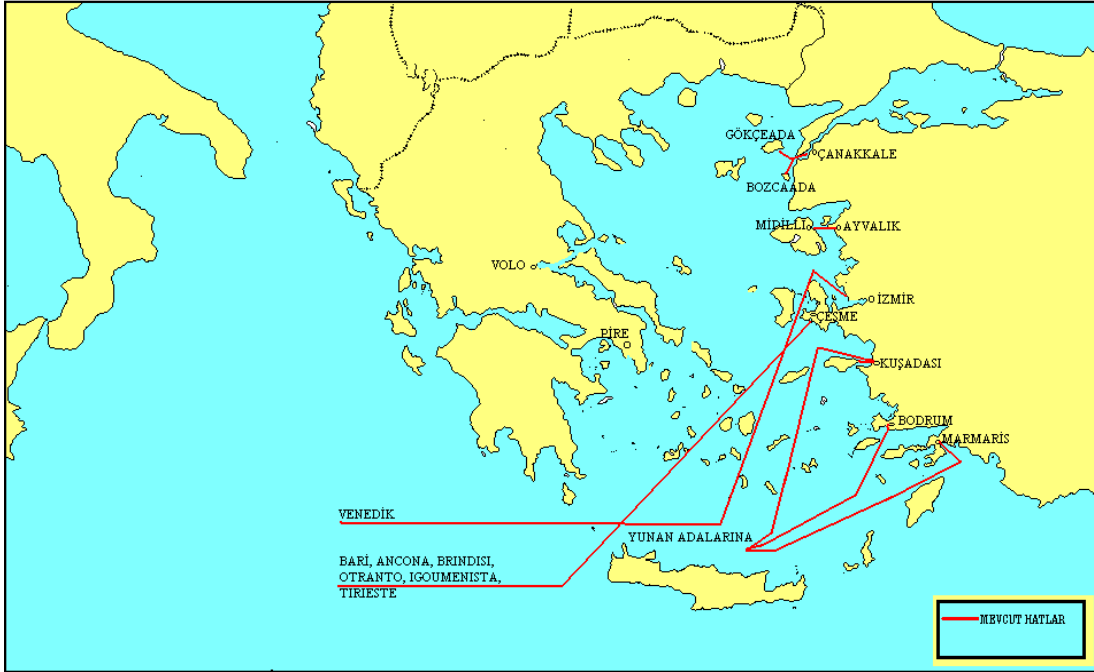 GÖKÇEADA
ÇANAKKALE
BOZCAADA
MİDİLLİ
AYVALIK
VOLO
İZMİR
ÇEŞME
PİRE
KUŞADASI
BODRUM
MARMARİS
VENEDİK
YUNAN ADALARINA
BARİ, ANCONA, BRINDISI,
OTRANTO, IGOUMENISTA,
TIRIESTE
MEVCUT HATLAR